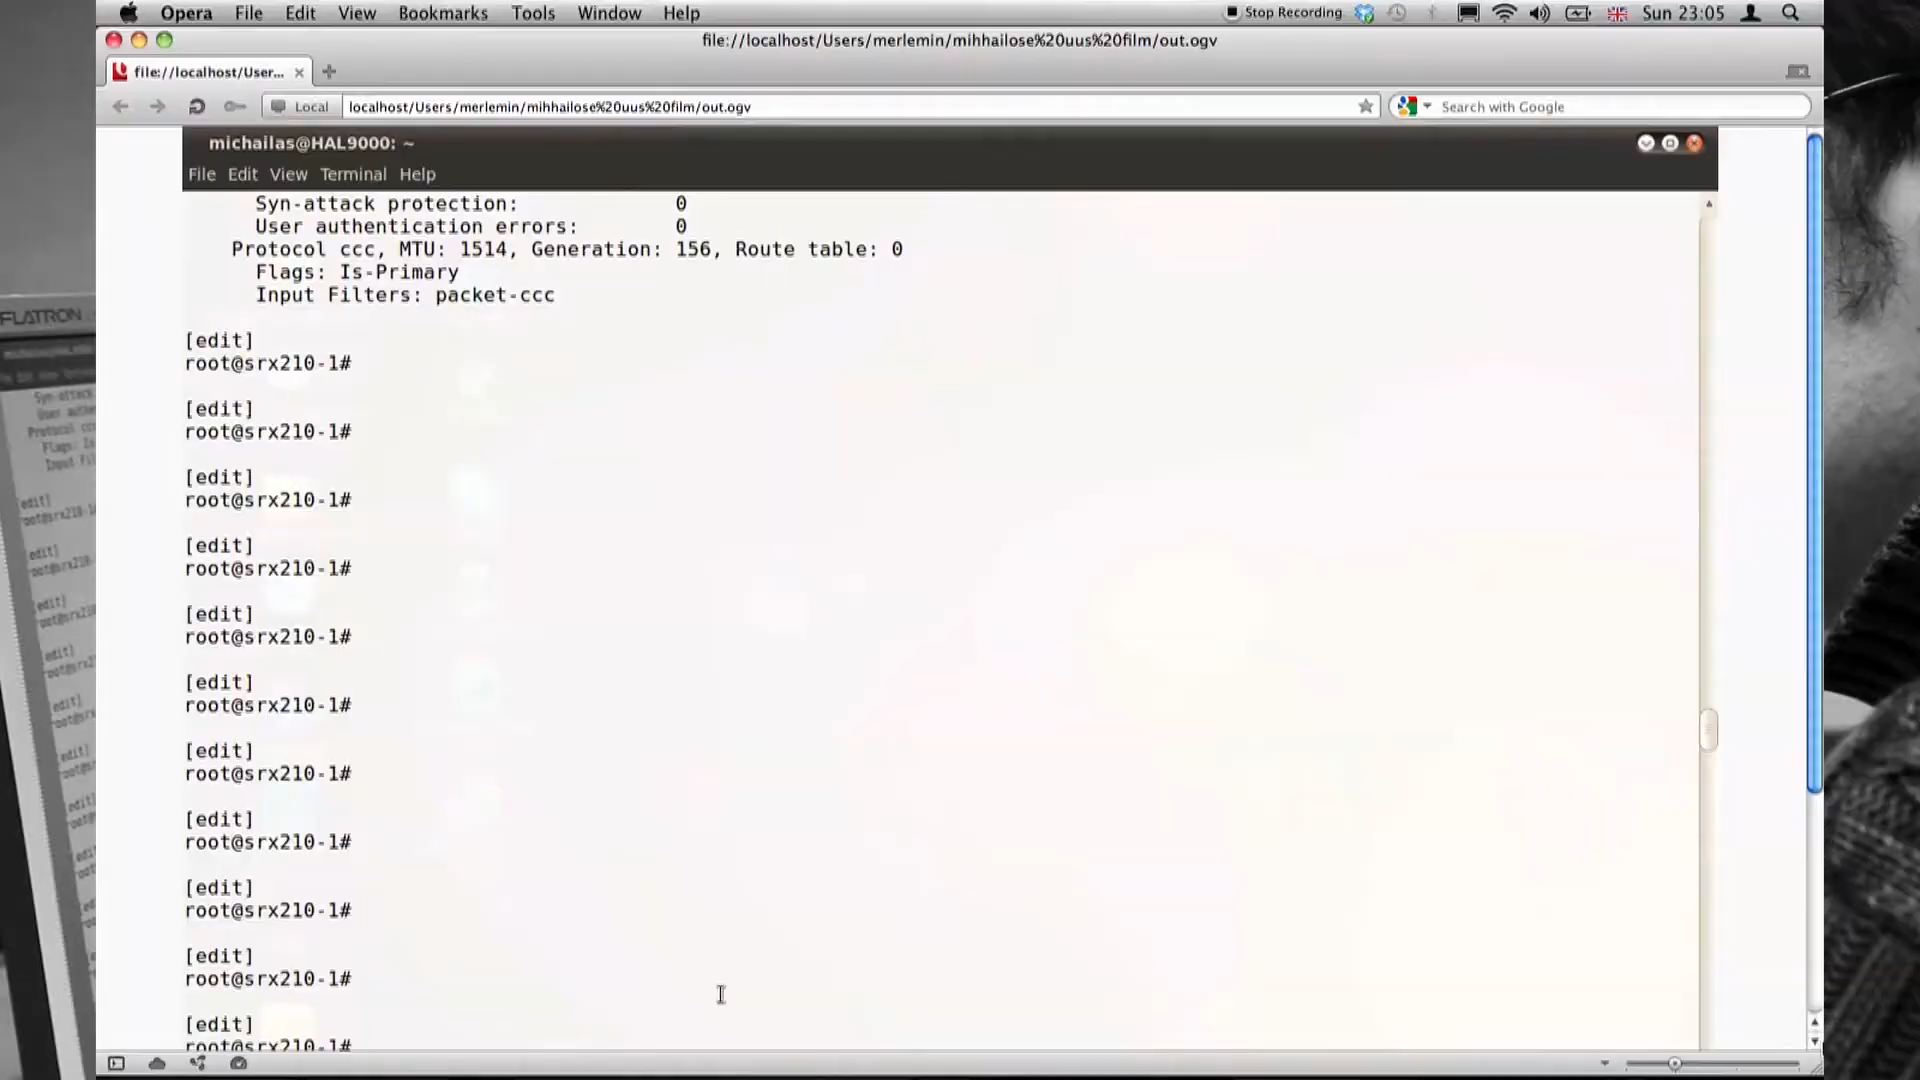 Opera File Edit View Bookmarks Tools Window Help Stop Recording Sun 23:05
file://localhost/Users/merlemin/mihhailose%20uus%20film/out.ogv
file://localhost/User...
Local localhost/Users/merlemin/mihhailose%20uus%20film/out.ogv Search with Google
michailas@HAL9000: ~
File Edit View Terminal Help
Syn-attack protection: 0
User authentication errors: 0
Protocol ccc, MTU: 1514, Generation: 156, Route table: 0
Flags: Is-Primary
Input Filters: packet-ccc
[edit]
root@srx210-1#
[edit]
root@srx210-1#
[edit]
root@srx210-1#
[edit]
root@srx210-1#
[edit]
root@srx210-1#
[edit]
root@srx210-1#
[edit]
root@srx210-1#
[edit]
root@srx210-1#
[edit]
root@srx210-1#
[edit]
root@srx210-1#
[edit]
root@srx210-1#
FLATRON